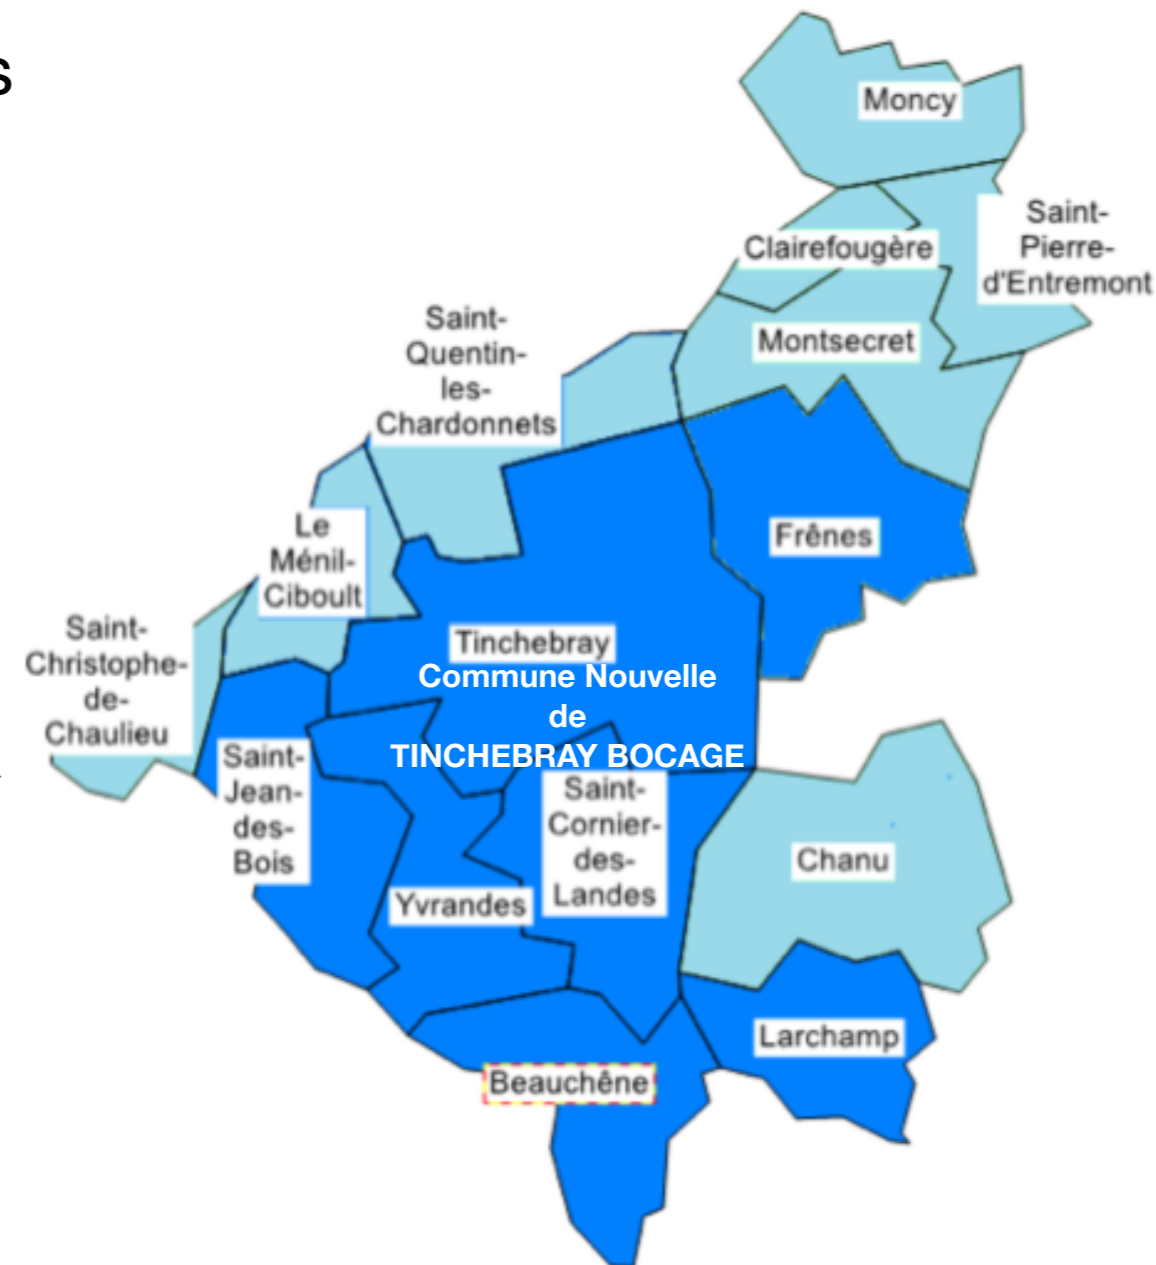 s
Moncy
Saint-
Pierre-
d'Entremont
Clairefougère
Saint-
Quentin-
les-
Chardonnets
Montsecret
Le
Ménil-
Ciboult
Frênes
Saint-
Christophe-
de-
Chaulieu
Tinchebray
Commune Nouvelle
de
TINCHEBRAY BOCAGE
Saint-
Jean-
des-
Bois
Saint-
Cornier-
des-
Landes
Chanu
Yvrandes
Larchamp
Beauchêne